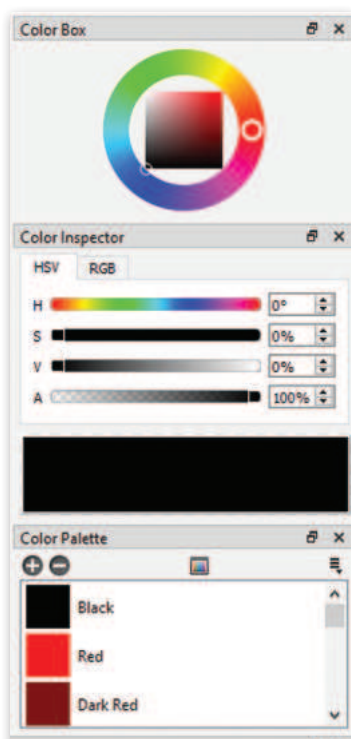 Color Box
Color Inspector
HSV RGB
H 0°
S 0%
V 0%
A 100%
Color Palette
Black
Red
Dark Red